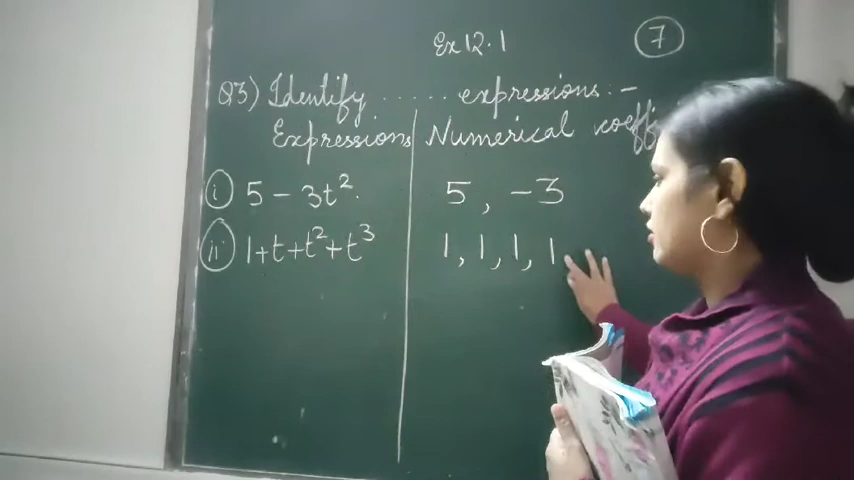 Ex 12.1
7
Q3) Identify ...... expressions. -
Expressions Numerical coeff
i 5 - 3t². 5, -3
ii 1+t+t²+t³ 1, 1, 1, 1